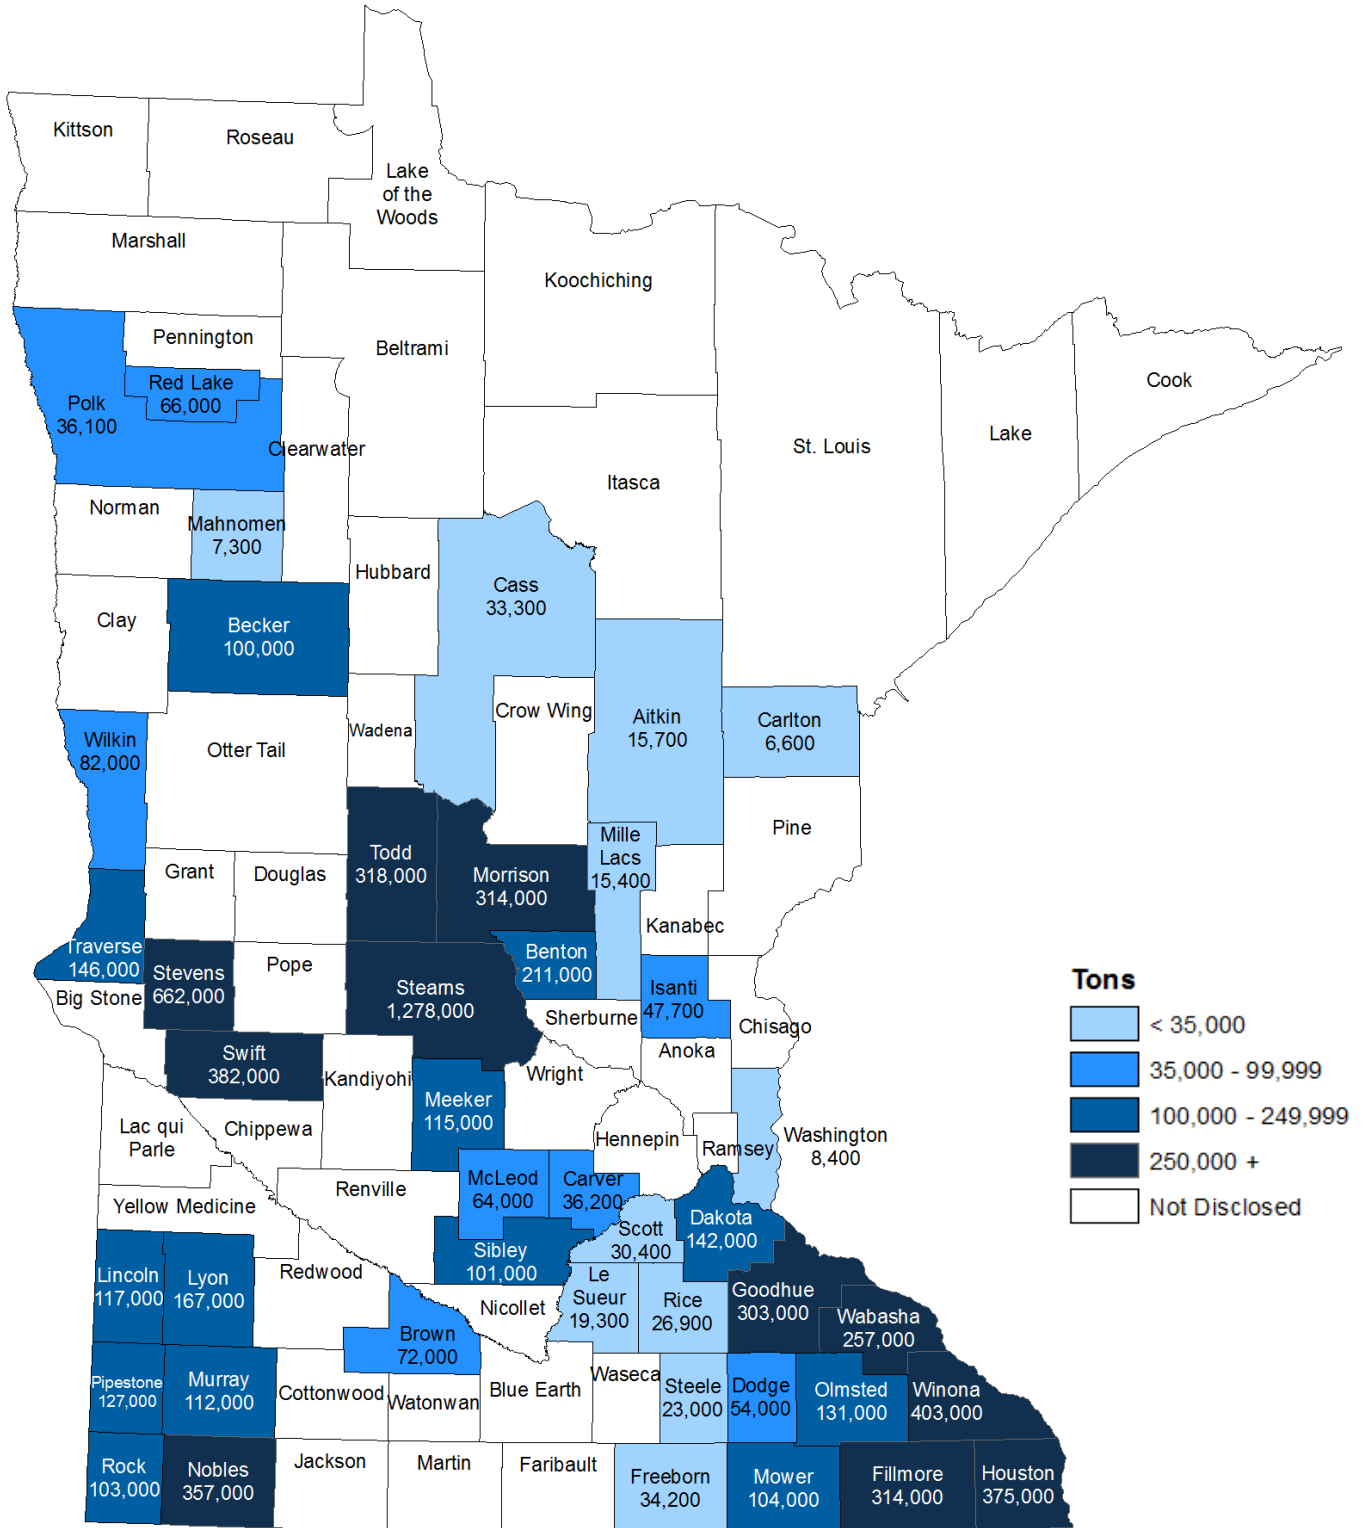 Kittson
Roseau
Lake
of the
Woods
Marshall
Koochiching
Pennington
Beltrami
Red Lake
66,000
Polk
36,100
Cook
Lake
St. Louis
Clearwater
Itasca
Norman
Mahnomen
7,300
Hubbard
Cass
33,300
Clay
Becker
100,000
Crow Wing
Aitkin
15,700
Carlton
6,600
Wadena
Wilkin
82,000
Otter Tail
Pine
Mille
Lacs
15,400
Todd
318,000
Morrison
314,000
Grant
Douglas
Kanabec
Traverse
146,000
Stevens
662,000
Pope
Benton
211,000
Stearns
1,278,000
Isanti
47,700
Big Stone
Sherburne
Chisago
Anoka
Swift
382,000
Kandiyohi
Wright
Meeker
115,000
Lac qui
Parle
Chippewa
Hennepin
Ramsey
Washington
8,400
Renville
McLeod
64,000
Carver
36,200
Yellow Medicine
Scott
30,400
Dakota
142,000
Sibley
101,000
Lincoln
117,000
Lyon
167,000
Redwood
Nicollet
Le
Sueur
19,300
Rice
26,900
Goodhue
303,000
Wabasha
257,000
Brown
72,000
Pipestone
127,000
Murray
112,000
Cottonwood
Watonwan
Blue Earth
Waseca
Steele
23,000
Dodge
54,000
Olmsted
131,000
Winona
403,000
Rock
103,000
Nobles
357,000
Jackson
Martin
Faribault
Freeborn
34,200
Mower
104,000
Fillmore
314,000
Houston
375,000
Tons
< 35,000
35,000 - 99,999
100,000 - 249,999
250,000 +
Not Disclosed